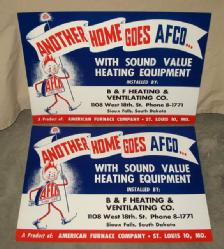 ANOTHER HOME GOES AFCO...
WITH SOUND VALUE
HEATING EQUIPMENT
INSTALLED BY:
B & F HEATING &
VENTILATING CO.
1108 West 18th. St. Phone 8-1771
Sioux Falls, South Dakota
AFCO
A Product of: AMERICAN FURNACE COMPANY • ST. LOUIS 10, MO.
ANOTHER HOME GOES AFCO...
WITH SOUND VALUE
HEATING EQUIPMENT
INSTALLED BY:
B & F HEATING &
VENTILATING CO.
1108 West 18th. St. Phone 8-1771
Sioux Falls, South Dakota
AFCO
A Product of: AMERICAN FURNACE COMPANY • ST. LOUIS 10, MO.